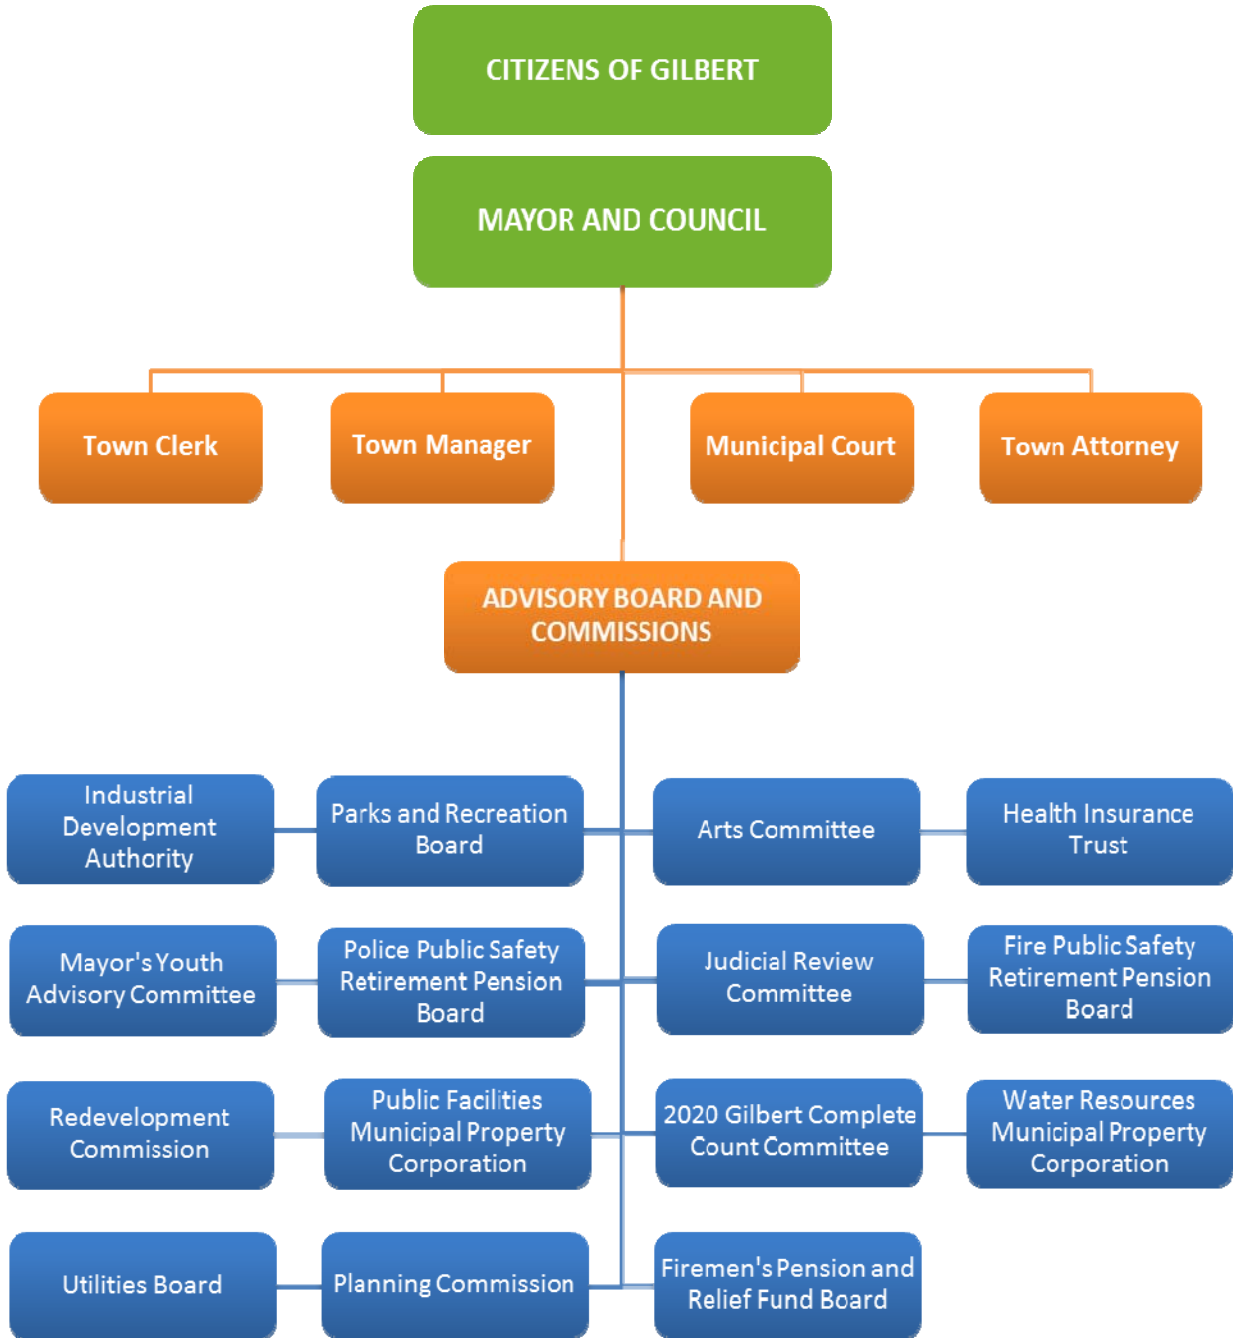 CITIZENS OF GILBERT
MAYOR AND COUNCIL
Town Clerk
Town Manager
Municipal Court
Town Attorney
ADVISORY BOARD AND
COMMISSIONS
Industrial
Development
Authority
Parks and Recreation
Board
Arts Committee
Health Insurance
Trust
Mayor's Youth
Advisory Committee
Police Public Safety
Retirement Pension
Board
Judicial Review
Committee
Fire Public Safety
Retirement Pension
Board
Redevelopment
Commission
Public Facilities
Municipal Property
Corporation
2020 Gilbert Complete
Count Committee
Water Resources
Municipal Property
Corporation
Utilities Board
Planning Commission
Firemen's Pension and
Relief Fund Board